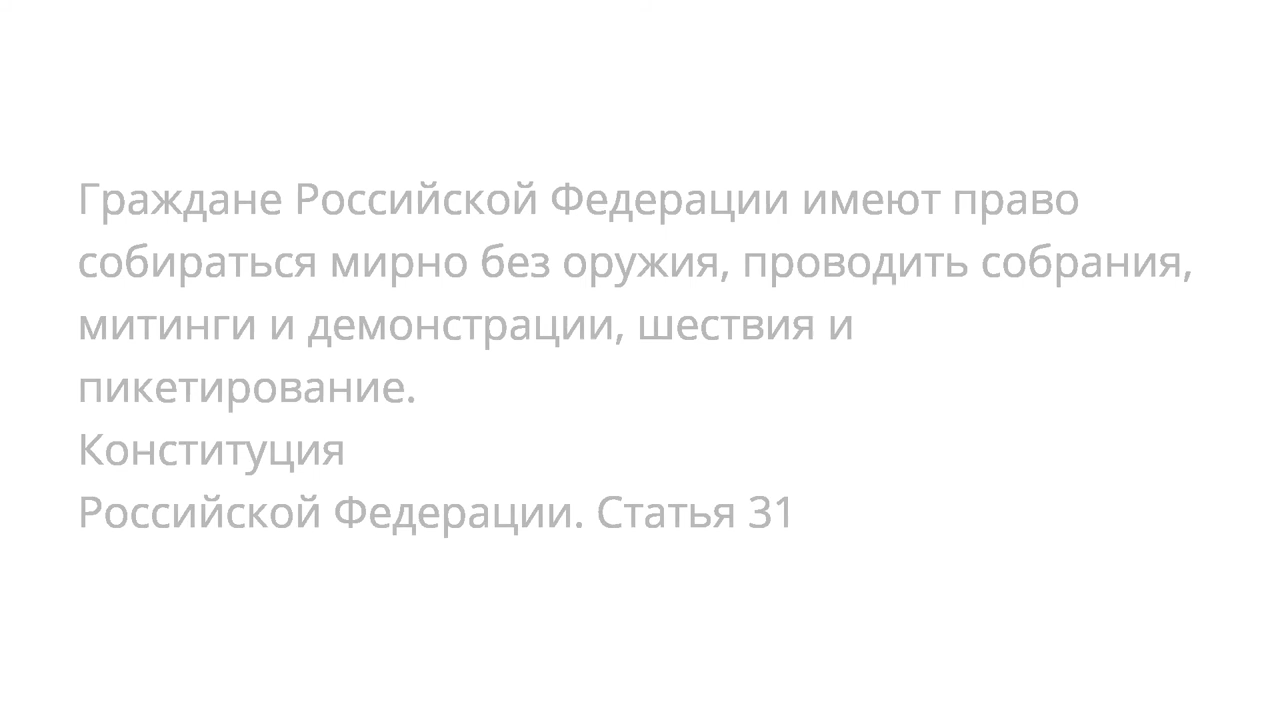 Граждане Российской Федерации имеют право
собираться мирно без оружия, проводить собрания,
митинги и демонстрации, шествия и
пикетирование.
Конституция
Российской Федерации. Статья 31